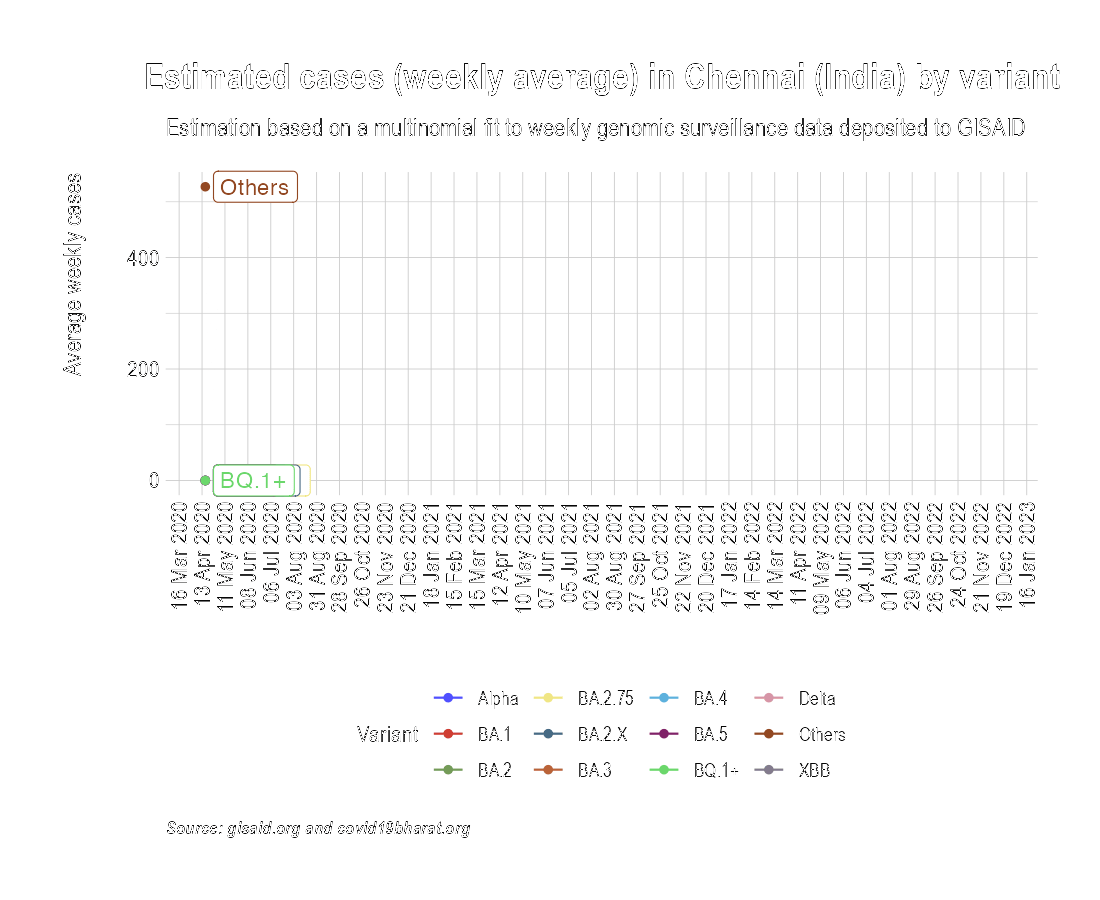 Estimated cases (weekly average) in Chennai (India) by variant
Estimation based on a multinomial fit to weekly genomic surveillance data deposited to GISAID
Average weekly cases
Others
400
200
0
BQ.1+
16 Mar 2020
13 Apr 2020
11 May 2020
08 Jun 2020
06 Jul 2020
03 Aug 2020
31 Aug 2020
28 Sep 2020
26 Oct 2020
23 Nov 2020
21 Dec 2020
18 Jan 2021
15 Feb 2021
15 Mar 2021
12 Apr 2021
10 May 2021
07 Jun 2021
05 Jul 2021
02 Aug 2021
30 Aug 2021
27 Sep 2021
25 Oct 2021
22 Nov 2021
20 Dec 2021
17 Jan 2022
14 Feb 2022
14 Mar 2022
11 Apr 2022
09 May 2022
06 Jun 2022
04 Jul 2022
01 Aug 2022
29 Aug 2022
26 Sep 2022
24 Oct 2022
21 Nov 2022
19 Dec 2022
16 Jan 2023
Variant
Alpha
BA.1
BA.2
BA.2.75
BA.2.X
BA.3
BA.4
BA.5
BQ.1+
Delta
Others
XBB
Source: gisaid.org and covid19bharat.org